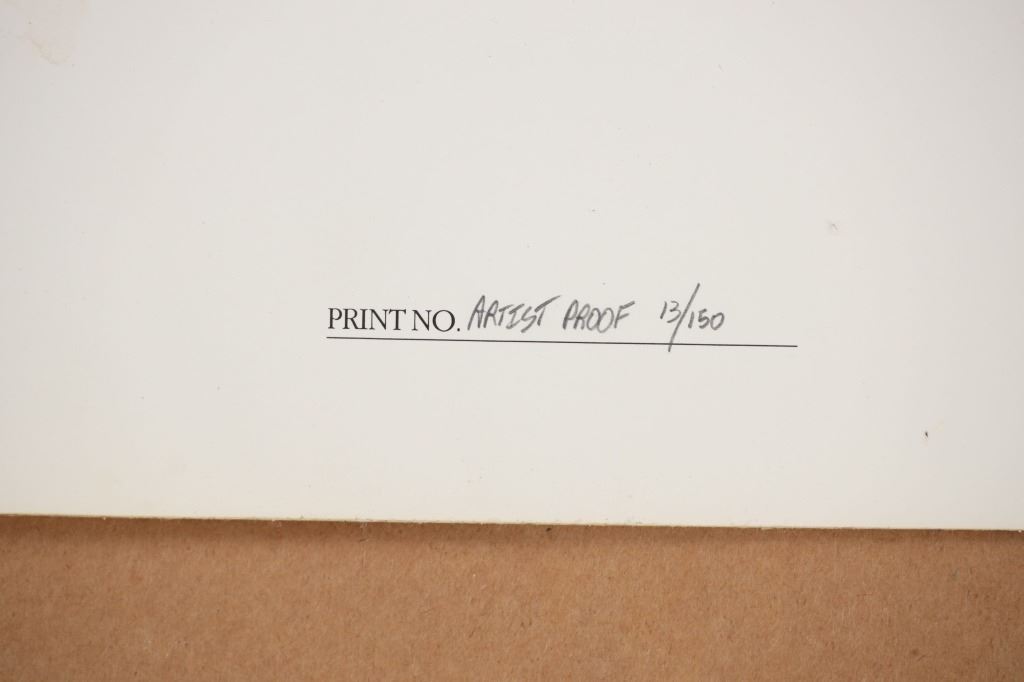 PRINT NO. ARTIST PROOF 13/150